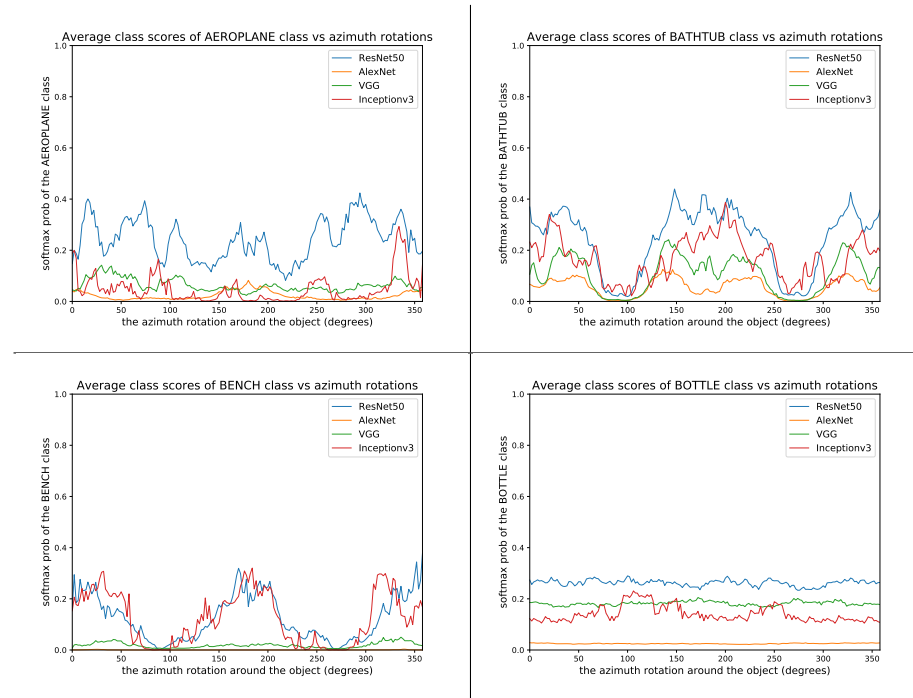 Average class scores of AEROPLANE class vs azimuth rotations
softmax prob of the AEROPLANE class
1.0
0.8
0.6
0.4
0.2
0.0
ResNet50
AlexNet
VGG
Inceptionv3
0 50 100 150 200 250 300 350
the azimuth rotation around the object (degrees)
Average class scores of BATHTUB class vs azimuth rotations
softmax prob of the BATHTUB class
1.0
0.8
0.6
0.4
0.2
0.0
ResNet50
AlexNet
VGG
Inceptionv3
0 50 100 150 200 250 300 350
the azimuth rotation around the object (degrees)
Average class scores of BENCH class vs azimuth rotations
softmax prob of the BENCH class
1.0
0.8
0.6
0.4
0.2
0.0
ResNet50
AlexNet
VGG
Inceptionv3
0 50 100 150 200 250 300 350
the azimuth rotation around the object (degrees)
Average class scores of BOTTLE class vs azimuth rotations
softmax prob of the BOTTLE class
1.0
0.8
0.6
0.4
0.2
0.0
ResNet50
AlexNet
VGG
Inceptionv3
0 50 100 150 200 250 300 350
the azimuth rotation around the object (degrees)